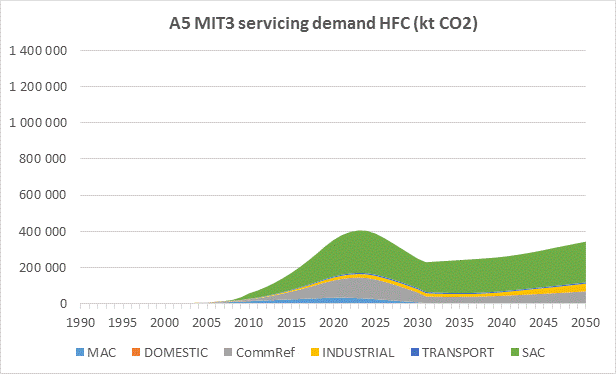 A5 MIT3 servicing demand HFC (kt CO2)
1 400 000
1 200 000
1 000 000
800 000
600 000
400 000
200 000
0
1990 1995 2000 2005 2010 2015 2020 2025 2030 2035 2040 2045 2050
MAC DOMESTIC CommRef INDUSTRIAL TRANSPORT SAC